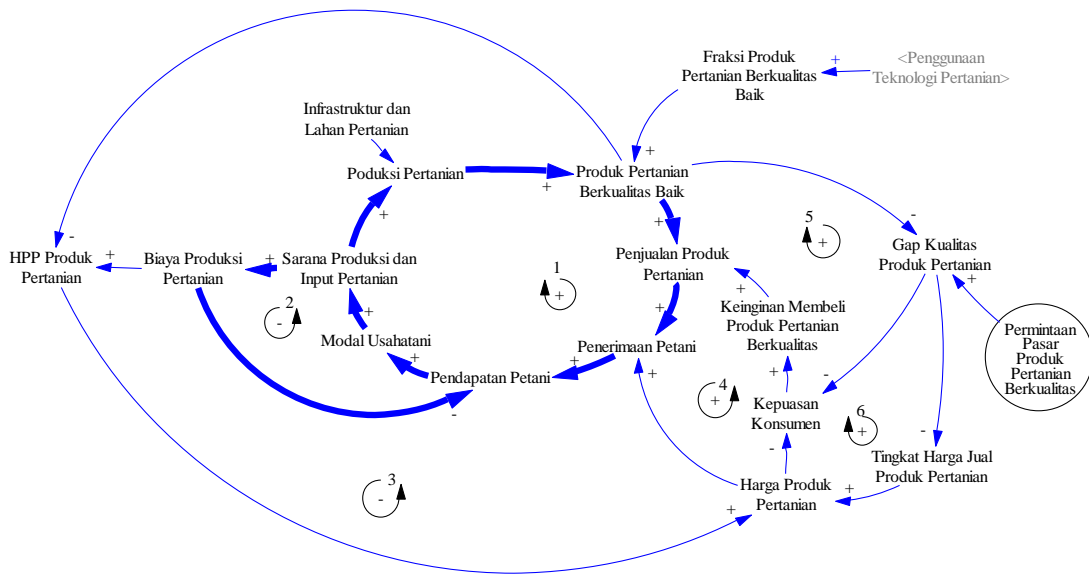 Fraksi Produk
Pertanian Berkualitas
Baik
+
<Penggunaan
Teknologi Pertanian>
Infrastruktur dan
Lahan Pertanian
Poduksi Pertanian
+
+
Produk Pertanian
Berkualitas Baik
+
+
-
HPP Produk
Pertanian
-
+
Biaya Produksi
Pertanian
+
Sarana Produksi dan
Input Pertanian
+
Penjualan Produk
Pertanian
+
+
5
+
Gap Kualitas
Produk Pertanian
+
1
+
2
-
Modal Usahatani
+
Keinginan Membeli
Produk Pertanian
Berkualitas
+
Permintaan
Pasar
Produk
Pertanian
Berkualitas
Penerimaan Petani
+
+
Pendapatan Petani
-
4
+
Kepuasan
Konsumen
-
-
6
+
-
Tingkat Harga Jual
Produk Pertanian
3
-
Harga Produk
Pertanian
+
+